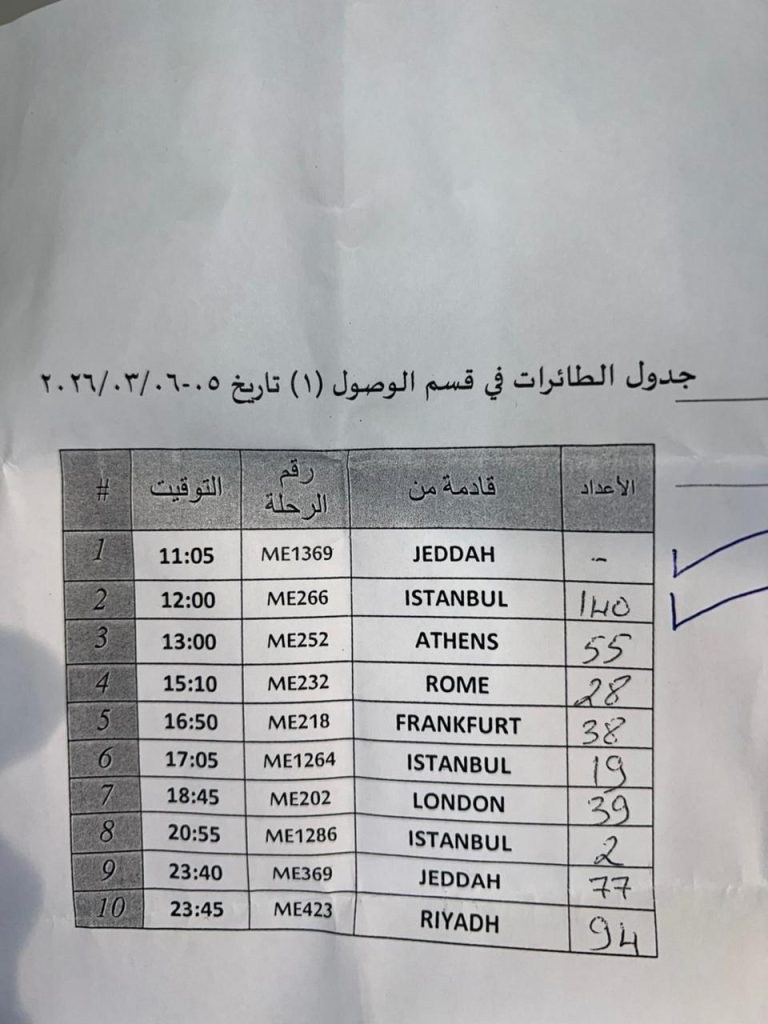 جدول الطائرات في قسم الوصول (١) تاريخ ٠٥-٢٠٢٦/٠٣/٠٦
# التوقيت رقم الرحلة قادمة من الأعداد
1 11:05 ME1369 JEDDAH -
2 12:00 ME266 ISTANBUL 140
3 13:00 ME252 ATHENS 55
4 15:10 ME232 ROME 28
5 16:50 ME218 FRANKFURT 38
6 17:05 ME1264 ISTANBUL 19
7 18:45 ME202 LONDON 39
8 20:55 ME1286 ISTANBUL 2
9 23:40 ME369 JEDDAH 77
10 23:45 ME423 RIYADH 94